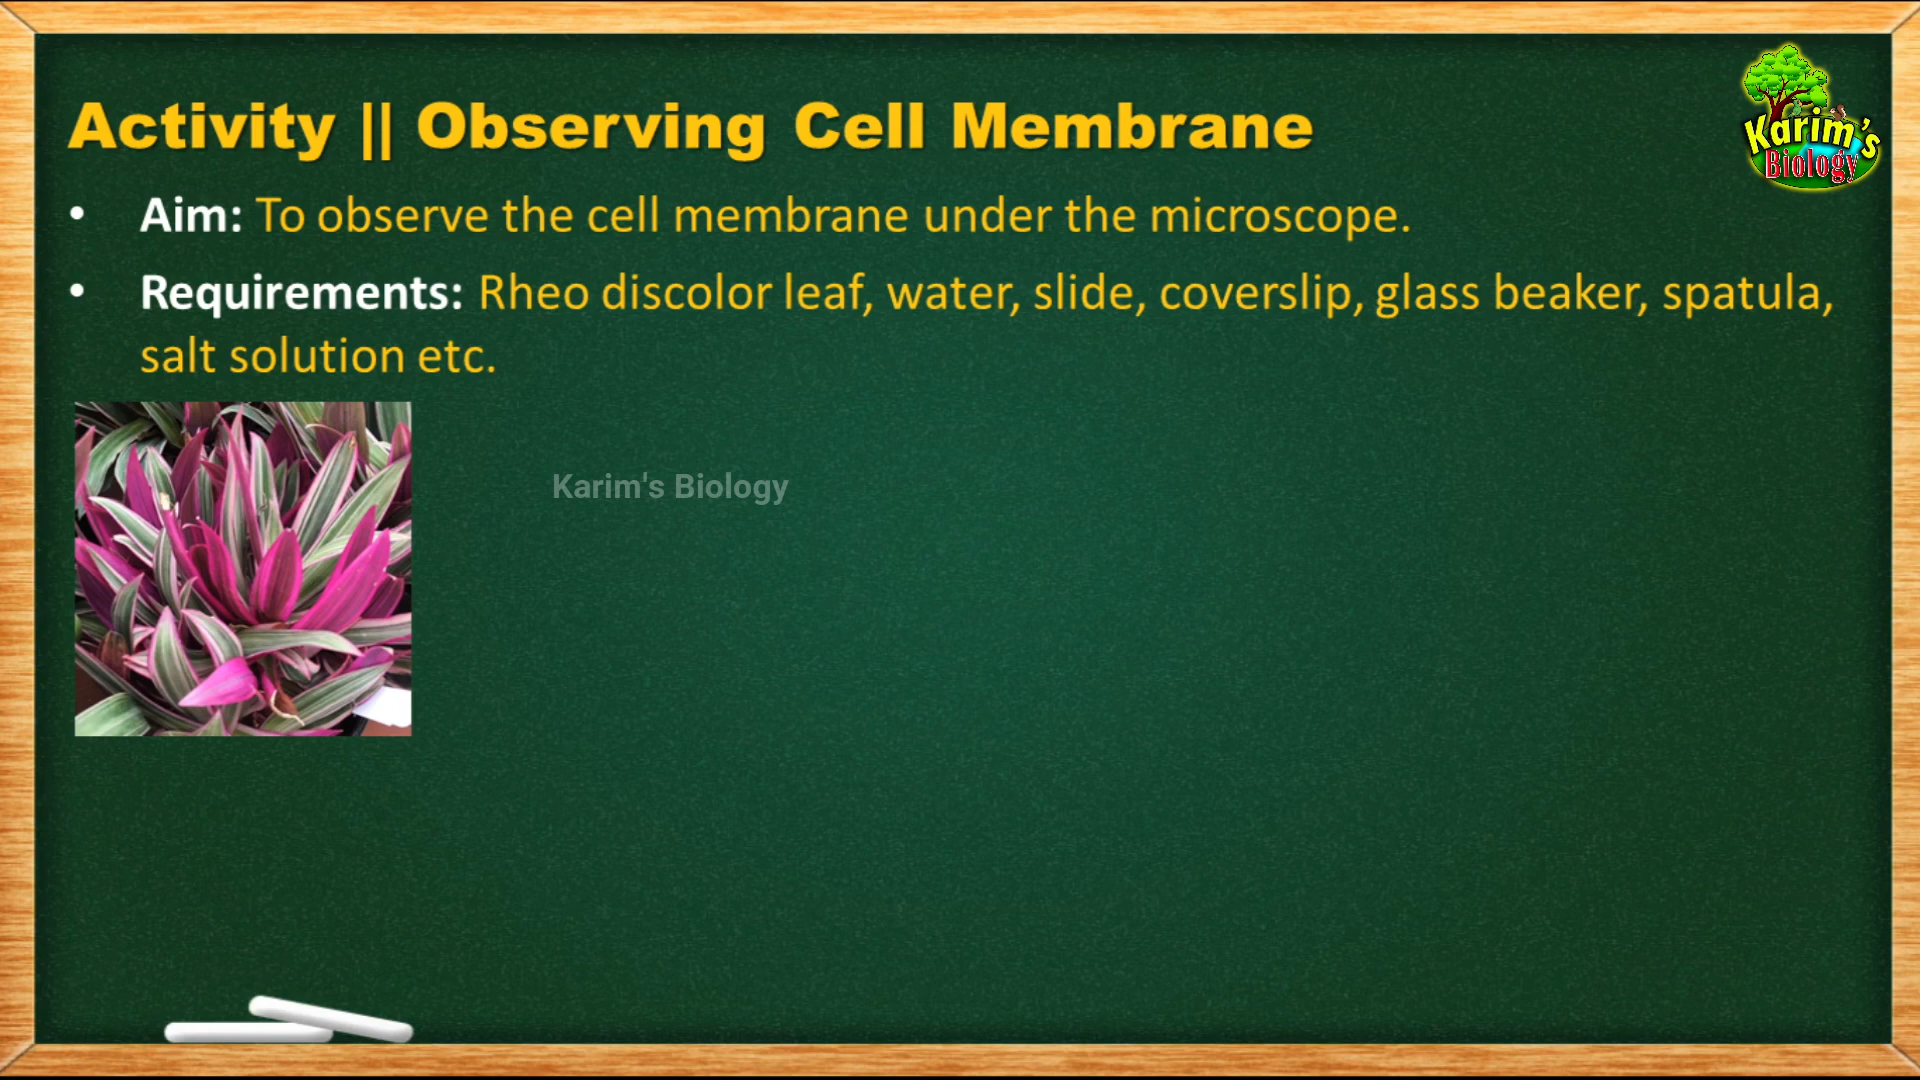 Activity || Observing Cell Membrane
Karim's
Biology
• Aim: To observe the cell membrane under the microscope.
• Requirements: Rheo discolor leaf, water, slide, coverslip, glass beaker, spatula,
salt solution etc.
Karim's Biology